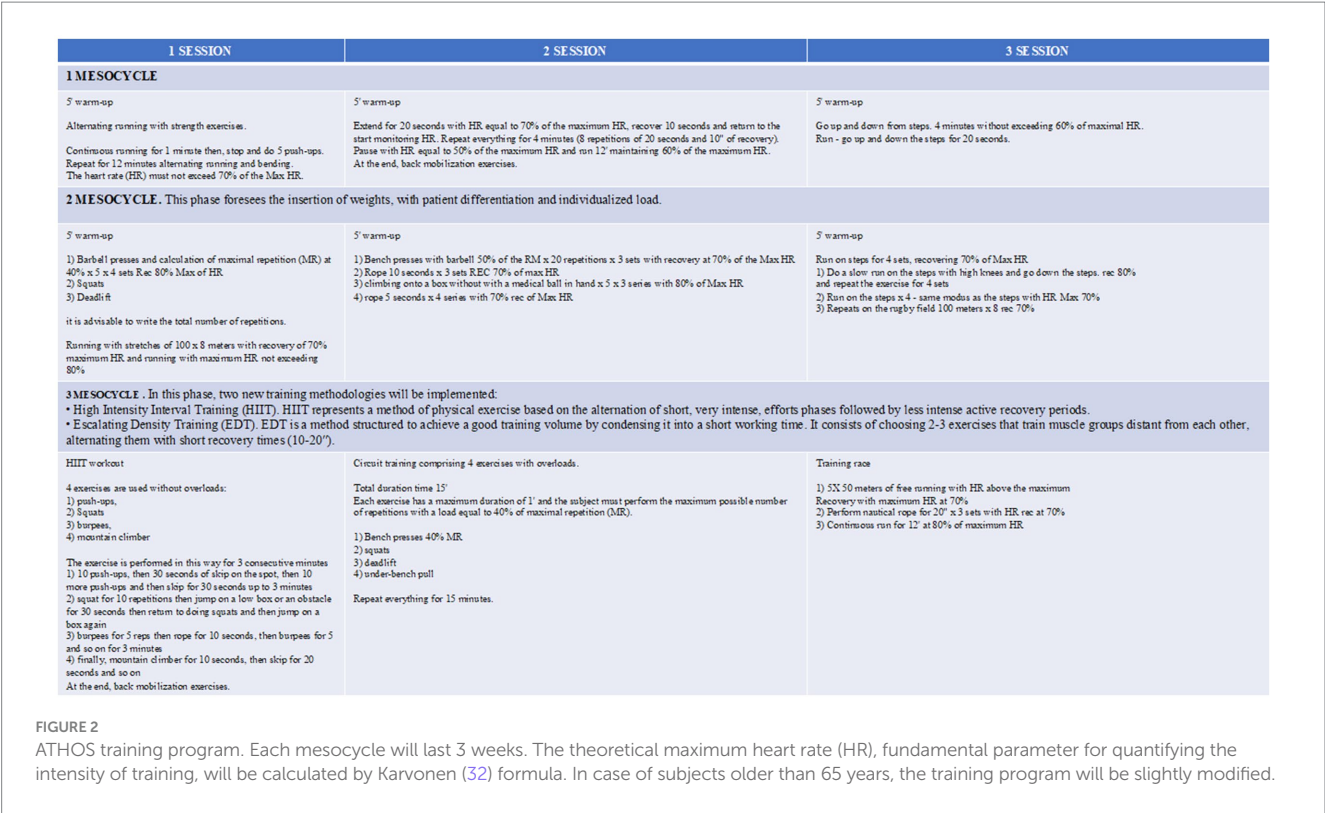 1 SESSION
2 SESSION
3 SESSION
1 MESOCYCLE
5' warm-up
Alternating running with strength exercises.
Continuous running for 1 minute then, stop and do 5 push-ups.
Repeat for 12 minutes alternating running and bending.
The heart rate (HR) must not exceed 70% of the Max HR.
5' warm-up
Extend for 20 seconds with HR equal to 70% of the maximum HR, recover 10 seconds and return to the
start monitoring HR. Repeat everything for 4 minutes (8 repetitions of 20 seconds and 10" of recovery).
Pause with HR equal to 50% of the maximum HR and run 12' maintaining 60% of the maximum HR.
At the end, back mobilization exercises.
5' warm-up
Go up and down from steps. 4 minutes without exceeding 60% of maximal HR.
Run - go up and down the steps for 20 seconds.
2 MESOCYCLE. This phase foresees the insertion of weights, with patient differentiation and individualized load.
5' warm-up
1) Barbell presses and calculation of maximal repetition (MR) at
40% x 5 x 4 sets Rec 80% Max of HR
2) Squats
3) Deadlift
it is advisable to write the total number of repetitions.
Running with stretches of 100 x 8 meters with recovery of 70%
maximum HR and running with maximum HR not exceeding
80%
5' warm-up
1) Bench presses with barbell 50% of the RM x 20 repetitions x 3 sets with recovery at 70% of the Max HR
2) Rope 10 seconds x 3 sets REC 70% of max HR
3) climbing onto a box without with a medical ball in hand x 5 x 3 series with 80% of Max HR
4) rope 5 seconds x 4 series with 70% rec of Max HR
5' warm-up
Run on steps for 4 sets, recovering 70% of Max HR
1) Do a slow run on the steps with high knees and go down the steps. rec 80%
and repeat the exercise for 4 sets
2) Run on the steps x 4 - same modus as the steps with HR Max 70%
3) Repeats on the rugby field 100 meters x 8 rec 70%
3 MESOCYCLE . In this phase, two new training methodologies will be implemented:
• High Intensity Interval Training (HIIT). HIIT represents a method of physical exercise based on the alternation of short, very intense, efforts phases followed by less intense active recovery periods.
• Escalating Density Training (EDT). EDT is a method structured to achieve a good training volume by condensing it into a short working time. It consists of choosing 2-3 exercises that train muscle groups distant from each other,
alternating them with short recovery times (10-20″).
HIIT workout
4 exercises are used without overloads:
1) push-ups,
2) Squats
3) burpees,
4) mountain climber
The exercise is performed in this way for 3 consecutive minutes
1) 10 push-ups, then 30 seconds of skip on the spot, then 10
more push-ups and then skip for 30 seconds up to 3 minutes
2) squat for 10 repetitions then jump on a low box or an obstacle
for 30 seconds then return to doing squats and then jump on a
box again
3) burpees for 5 reps then rope for 10 seconds, then burpees for 5
and so on for 3 minutes
4) finally, mountain climber for 10 seconds, then skip for 20
seconds and so on
At the end, back mobilization exercises.
Circuit training comprising 4 exercises with overloads.
Total duration time 15'
Each exercise has a maximum duration of 1' and the subject must perform the maximum possible number
of repetitions with a load equal to 40% of maximal repetition (MR).
1) Bench presses 40% MR
2) squats
3) deadlift
4) under-bench pull
Repeat everything for 15 minutes.
Training race
1) 5X 50 meters of free running with HR above the maximum
Recovery with maximum HR at 70%
2) Perform nautical rope for 20" x 3 sets with HR rec at 70%
3) Continuous run for 12' at 80% of maximum HR
FIGURE 2
ATHOS training program. Each mesocycle will last 3 weeks. The theoretical maximum heart rate (HR), fundamental parameter for quantifying the
intensity of training, will be calculated by Karvonen (32) formula. In case of subjects older than 65 years, the training program will be slightly modified.